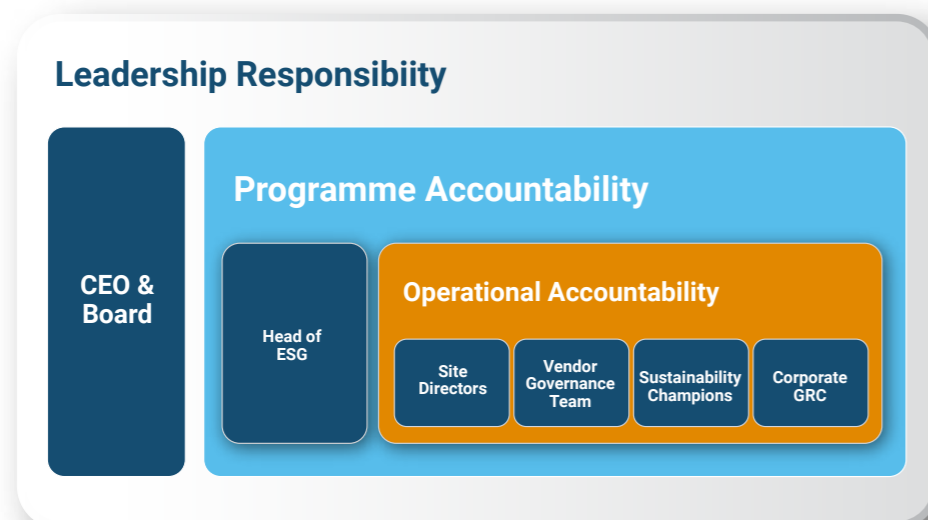 Leadership Responsibiity
Programme Accountability
CEO &
Board
Head of
ESG
Operational Accountability
Site
Directors
Vendor
Governance
Team
Sustainability
Champions
Corporate
GRC